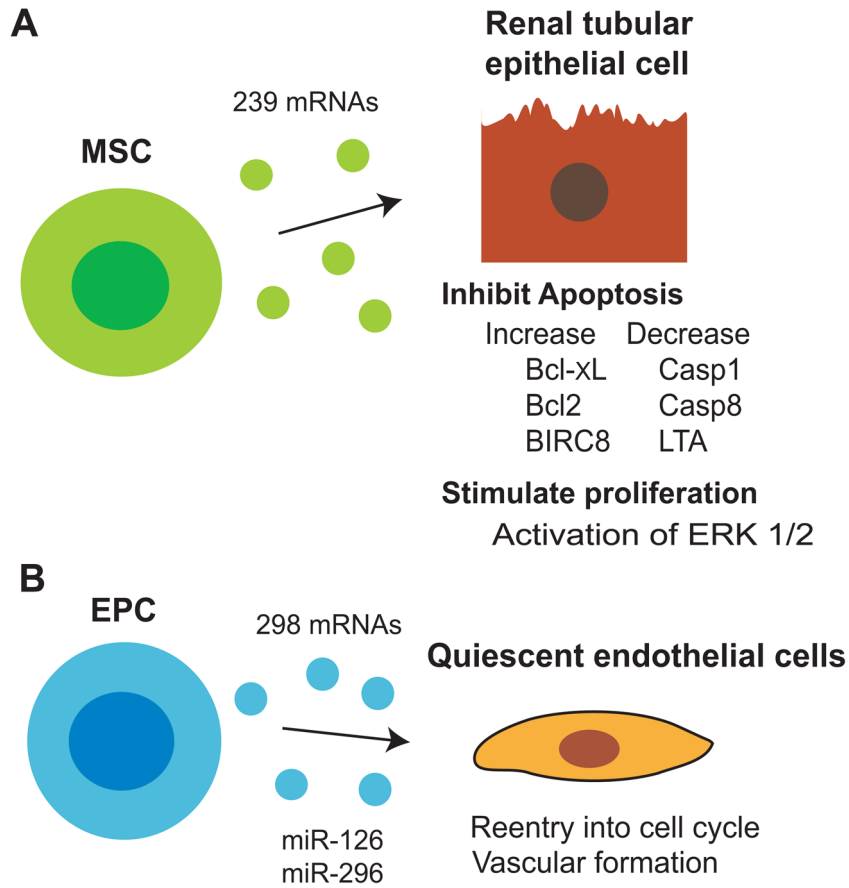 A
Renal tubular
epithelial cell
239 mRNAs
MSC
Inhibit Apoptosis
Increase Decrease
Bcl-xL Casp1
Bcl2 Casp8
BIRC8 LTA
Stimulate proliferation
Activation of ERK 1/2
B
EPC
298 mRNAs
Quiescent endothelial cells
miR-126
miR-296
Reentry into cell cycle
Vascular formation